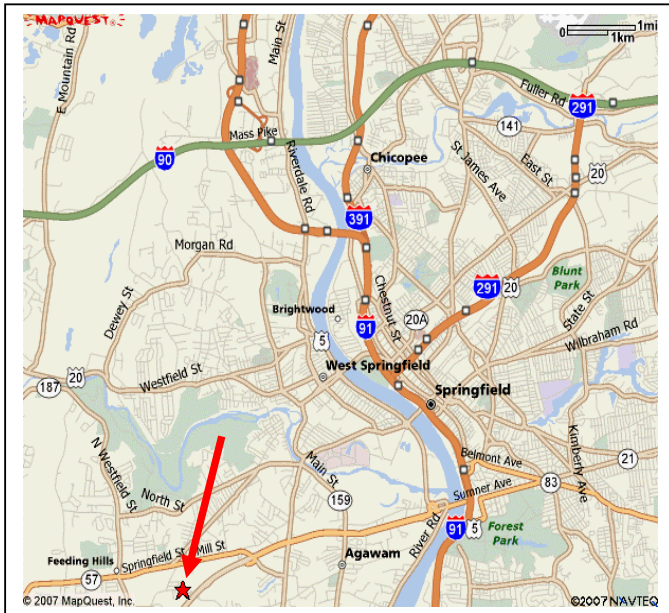 MAPQUEST
1mi
1km
E Mountain Rd
Main St
Fuller Rd
291
Mass Pike
141
90
Riverdale Rd
Chicopee
St James Ave
East St
20
391
Morgan Rd
Chestnut St
291
20
Blunt
Park
Dewey St
Brightwood
20A
State St
91
5
Wilbraham Rd
West Springfield
187
20
Westfield St
Springfield
N Westfield St
Main St
Kimberly Ave
Belmont Ave
21
North St
159
Sumner Ave
83
River Rd
91
5
Forest
Park
Springfield St
Mill St
Feeding Hills
57
Agawam
© 2007 MapQuest, Inc.
©2007 NAVTEQ